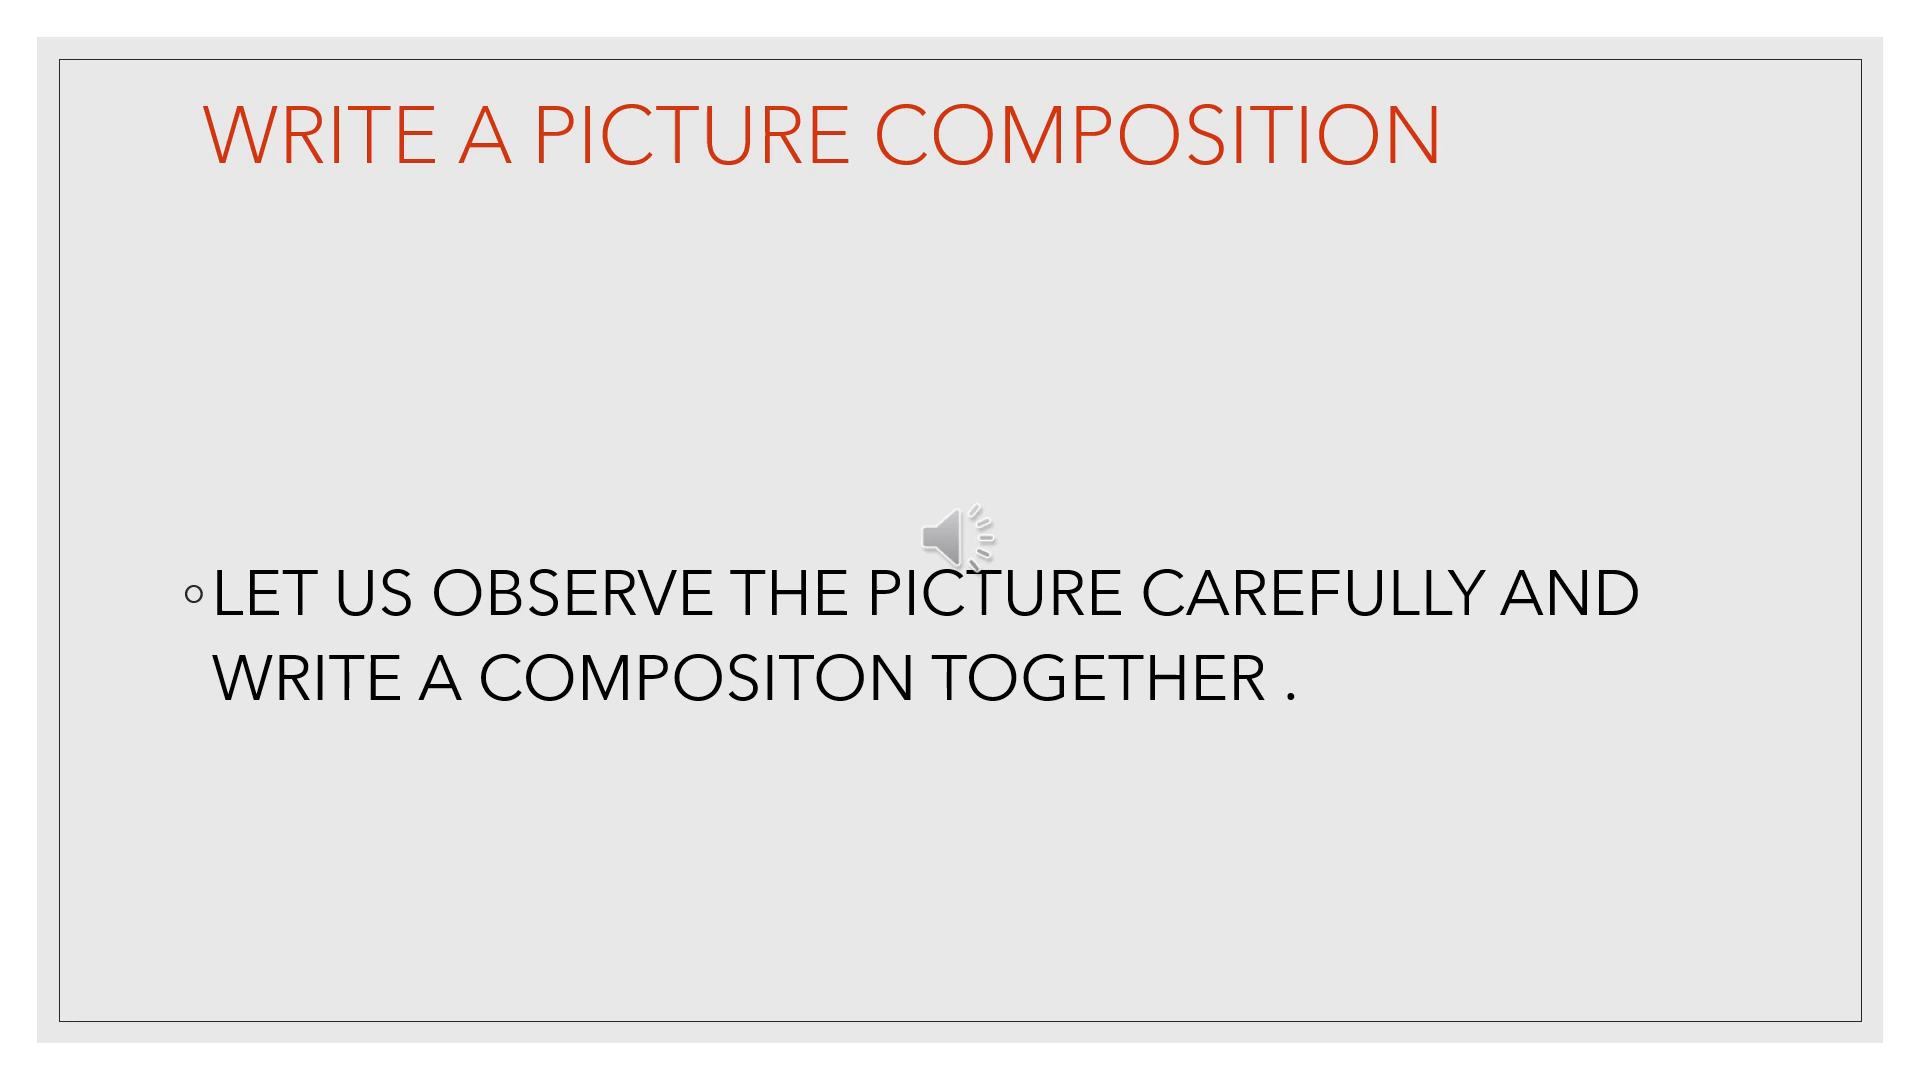 WRITE A PICTURE COMPOSITION
◦LET US OBSERVE THE PICTURE CAREFULLY AND
WRITE A COMPOSITON TOGETHER .